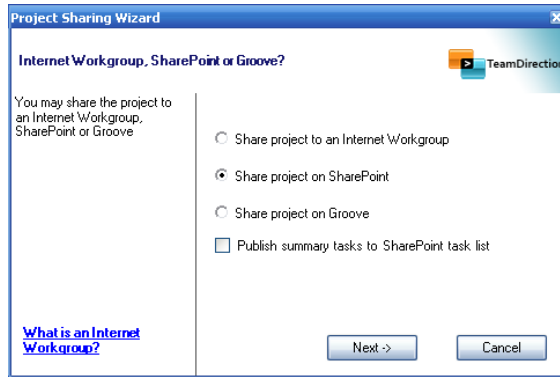 Project Sharing Wizard
Internet Workgroup, SharePoint or Groove?
TeamDirection
You may share the project to
an Internet Workgroup,
SharePoint or Groove
Share project to an Internet Workgroup
Share project on SharePoint
Share project on Groove
Publish summary tasks to SharePoint task list
What is an Internet
Workgroup?
Next ->
Cancel